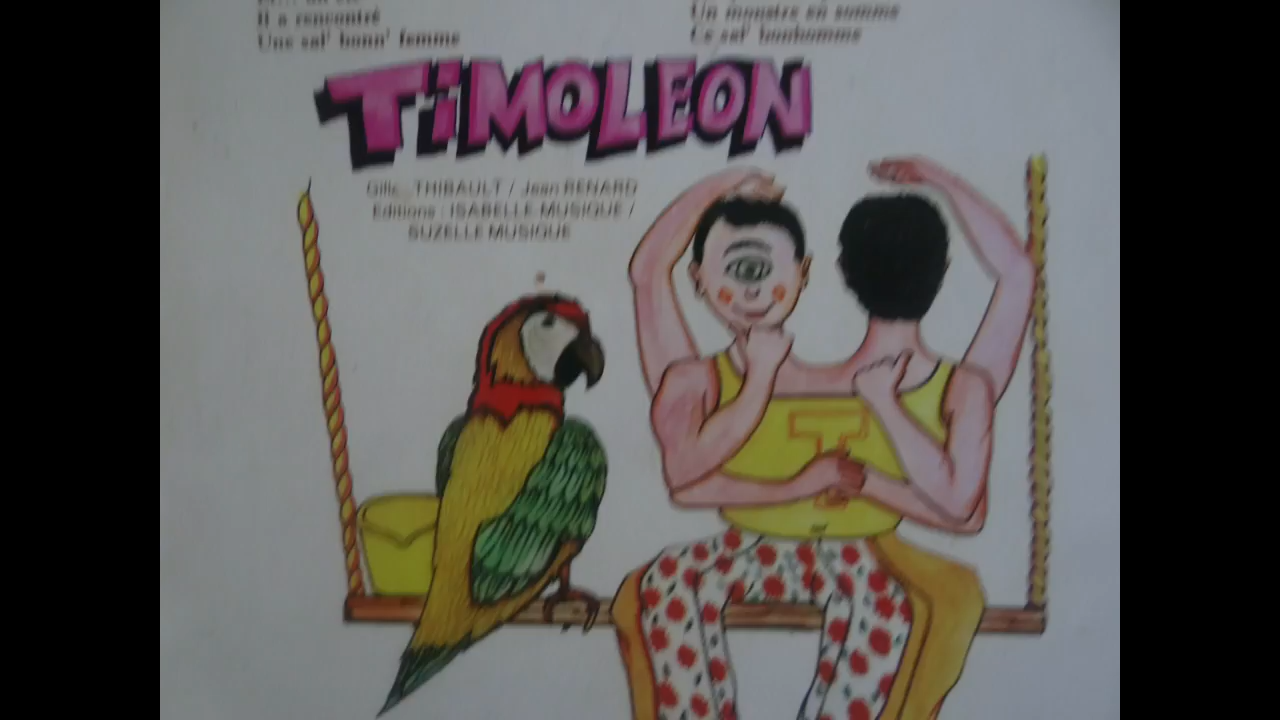 Il a rencontré
Une sal' bonn' femme
Un monstre en somme
Ce sal' bonhomme
TiMOLEON
Gilles THIBAULT / Jean RENARD
Editions : ISABELLE MUSIQUE /
SUZELLE MUSIQUE
T